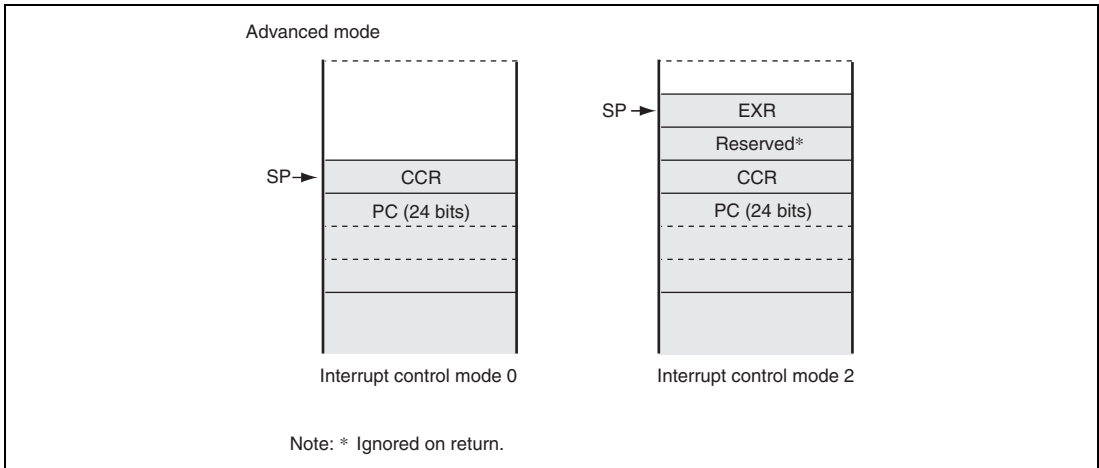 Advanced mode
SP
CCR
PC (24 bits)
Interrupt control mode 0
SP
EXR
Reserved*
CCR
PC (24 bits)
Interrupt control mode 2
Note: * Ignored on return.